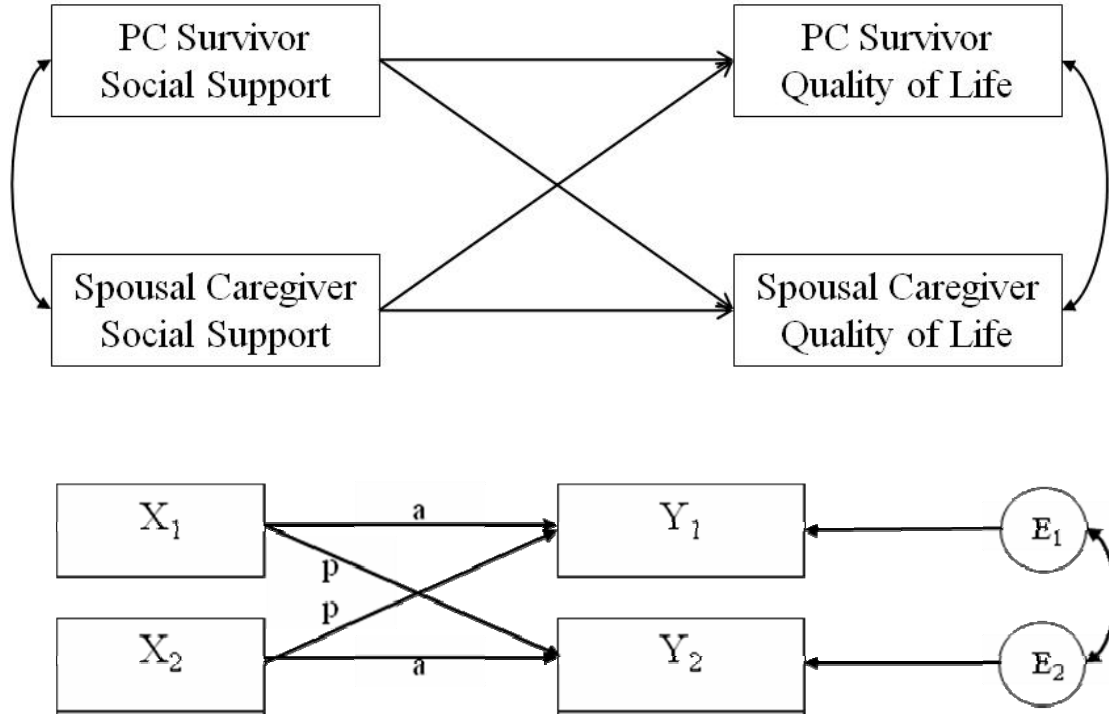 PC Survivor
Social Support
PC Survivor
Quality of Life
Spousal Caregiver
Social Support
Spousal Caregiver
Quality of Life
X₁
a
Y₁
E₁
p
p
X₂
a
Y₂
E₂